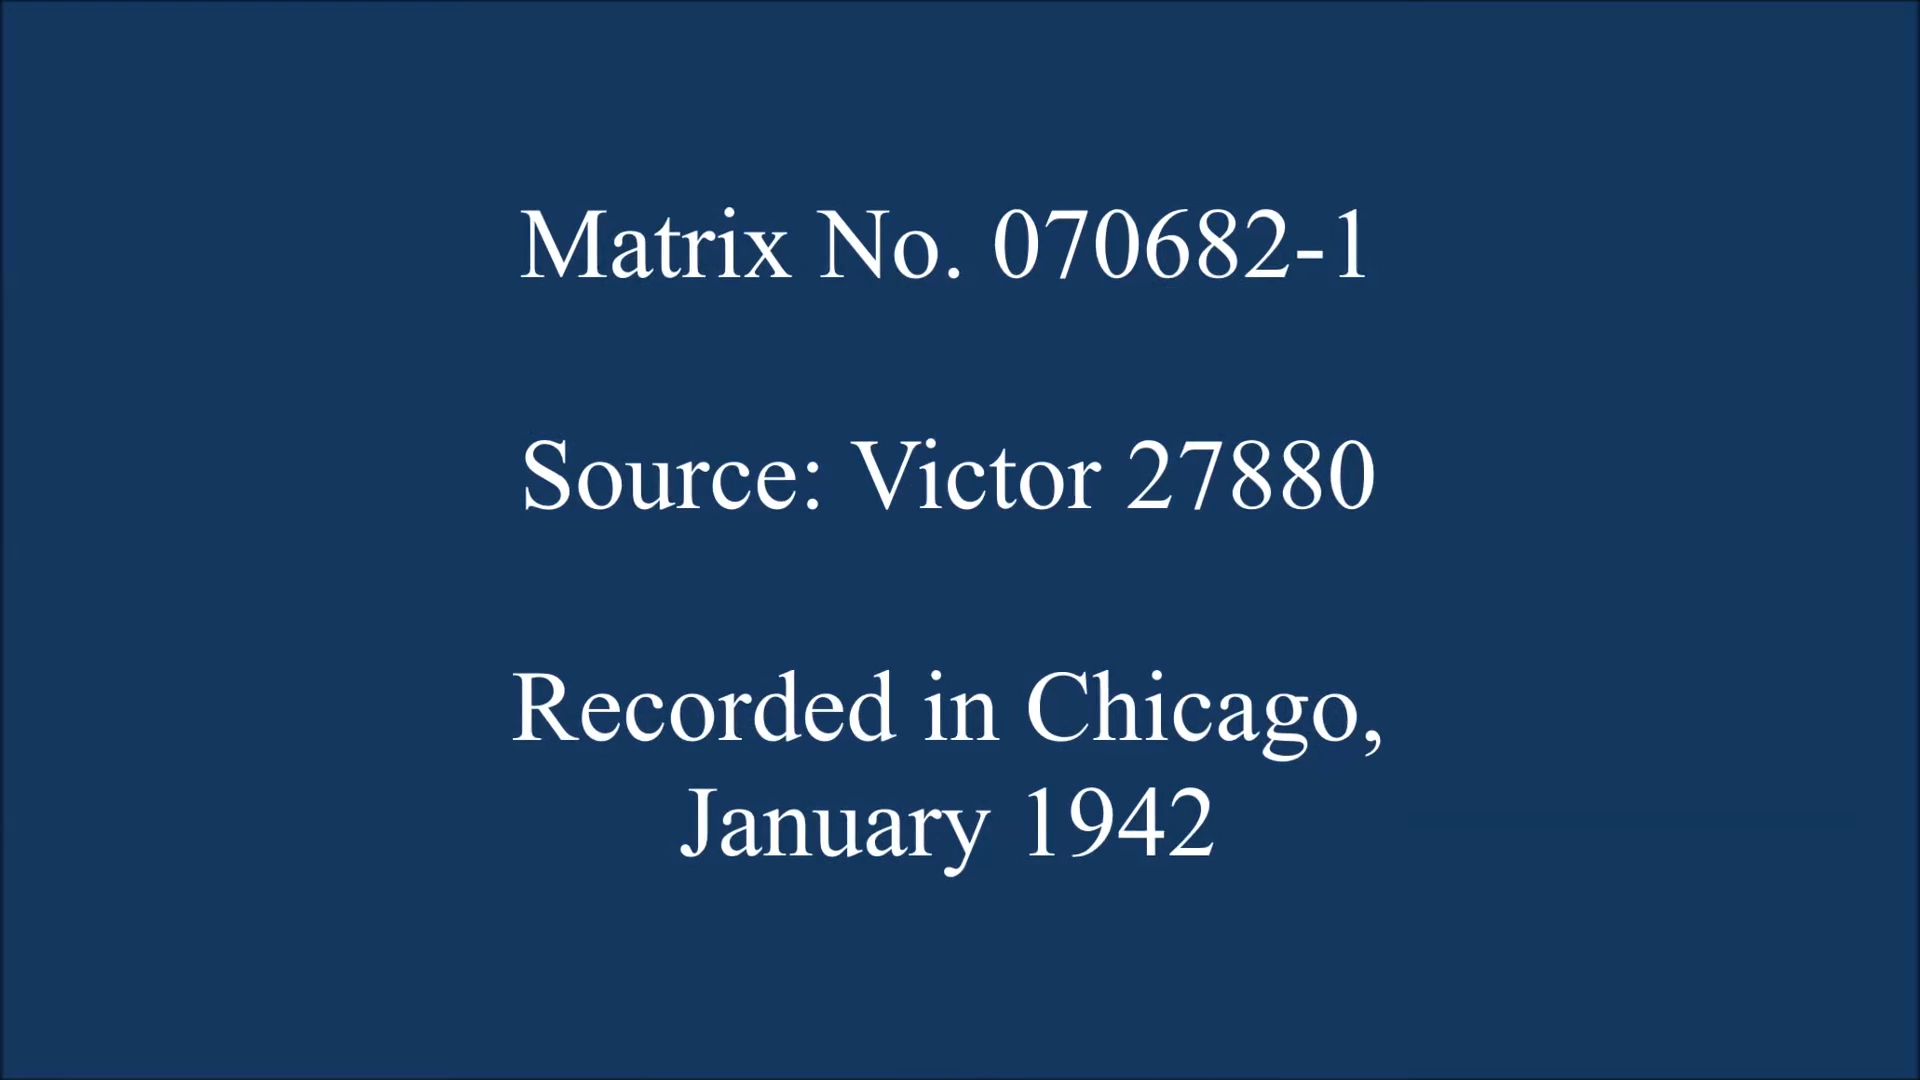 Matrix No. 070682-1
Source: Victor 27880
Recorded in Chicago,
January 1942